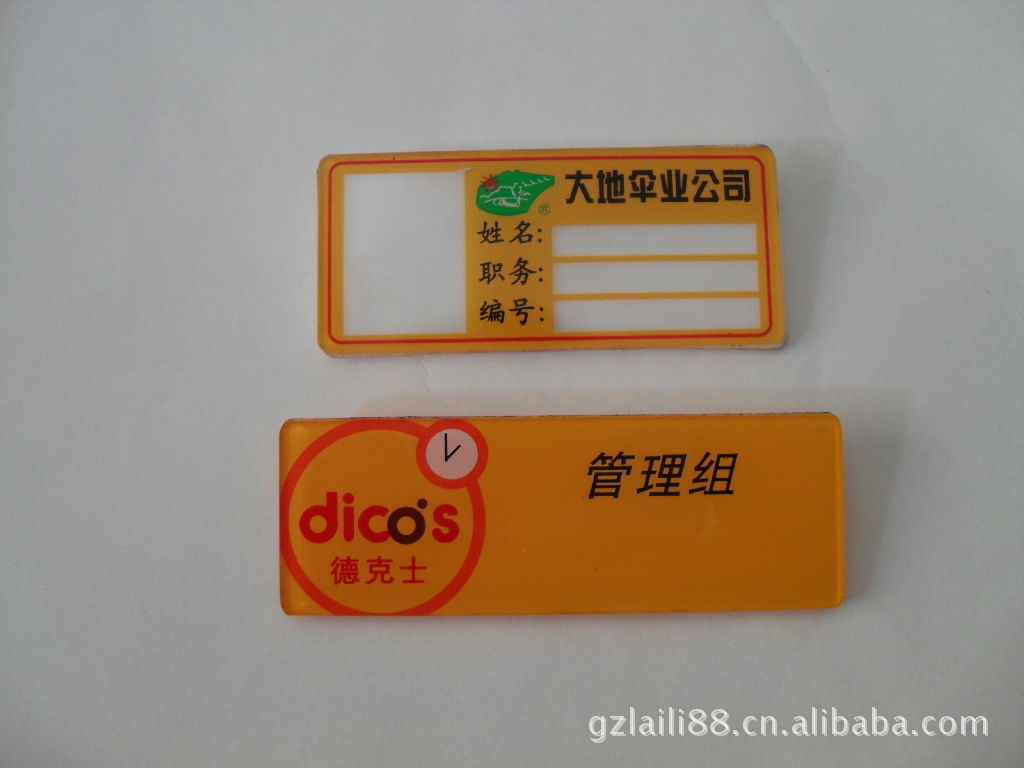 大地伞业公司
®
姓名:
职务:
编号:
管理组
dico's
德克士
gzlaili88.cn.alibaba.com